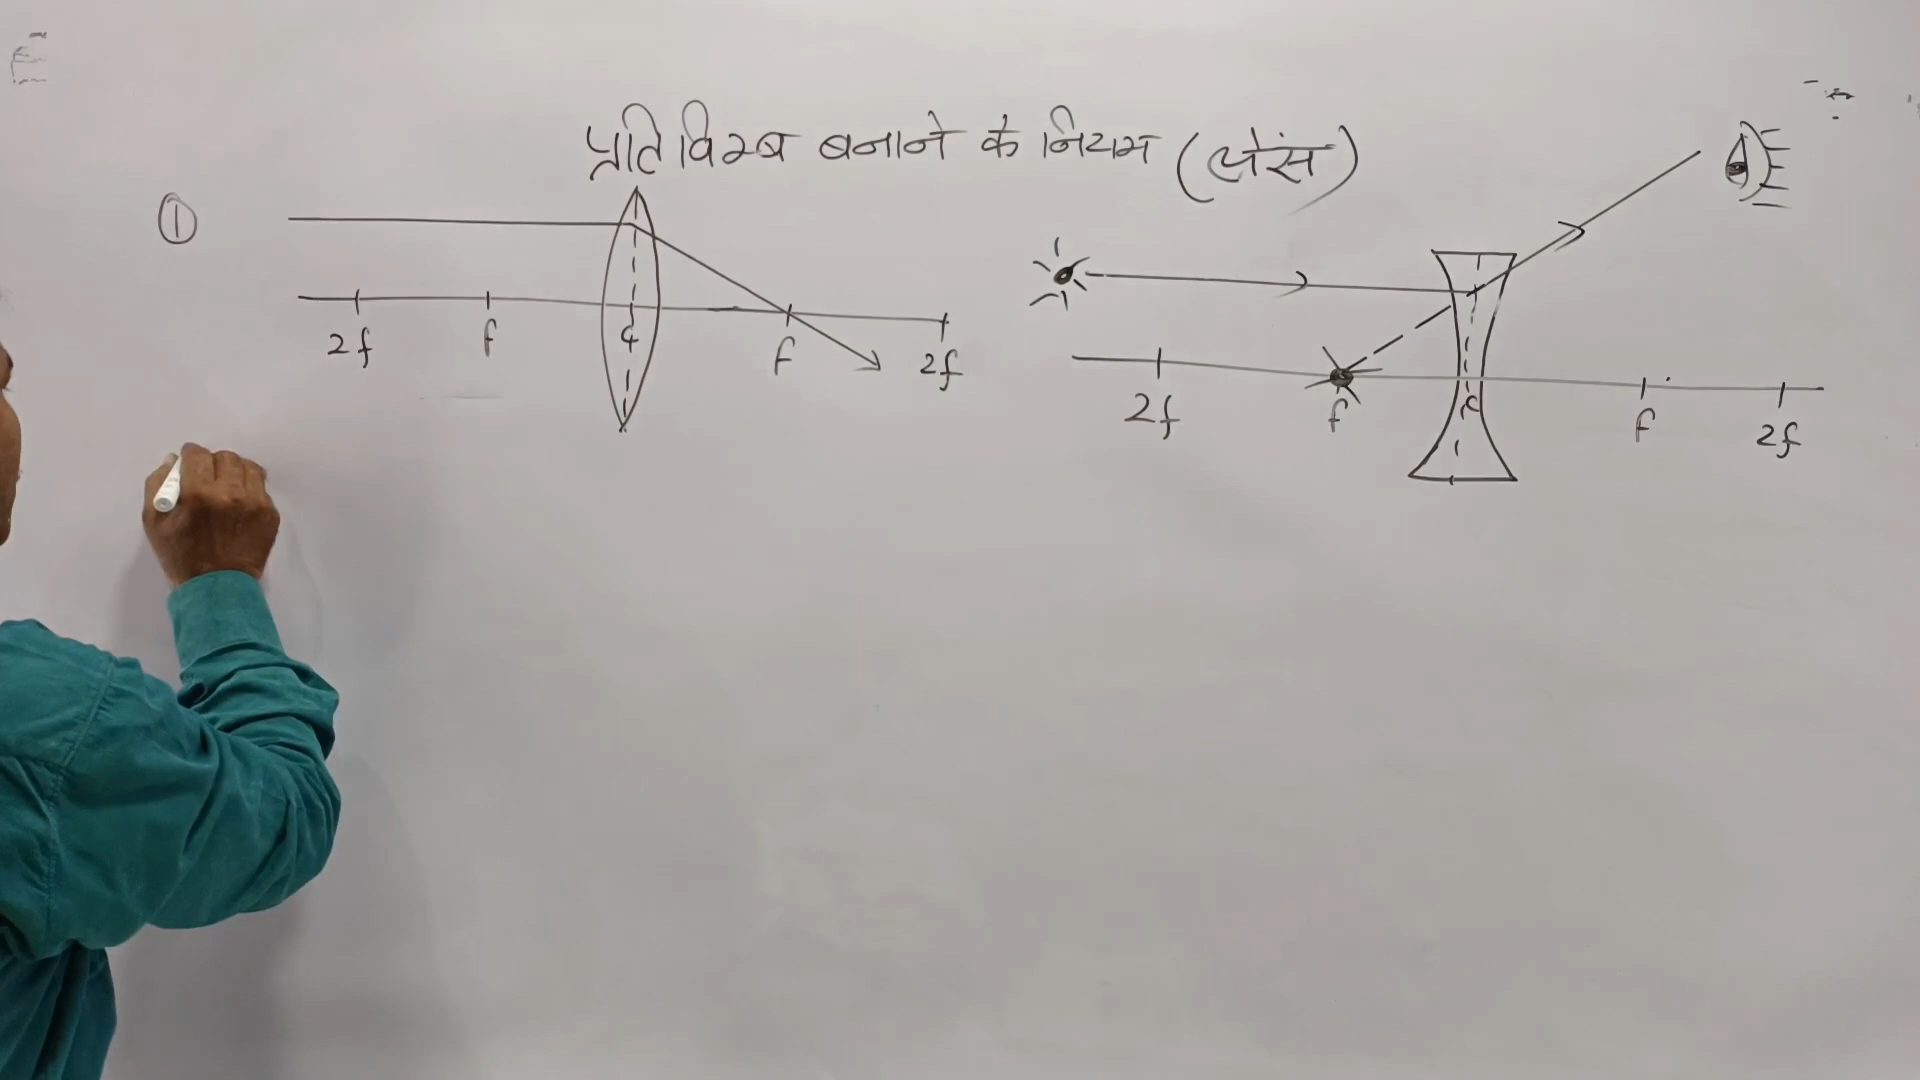 प्रतिविम्ब बनाने के नियम (लेंस)
①
2f f c f 2f
2f f c f 2f